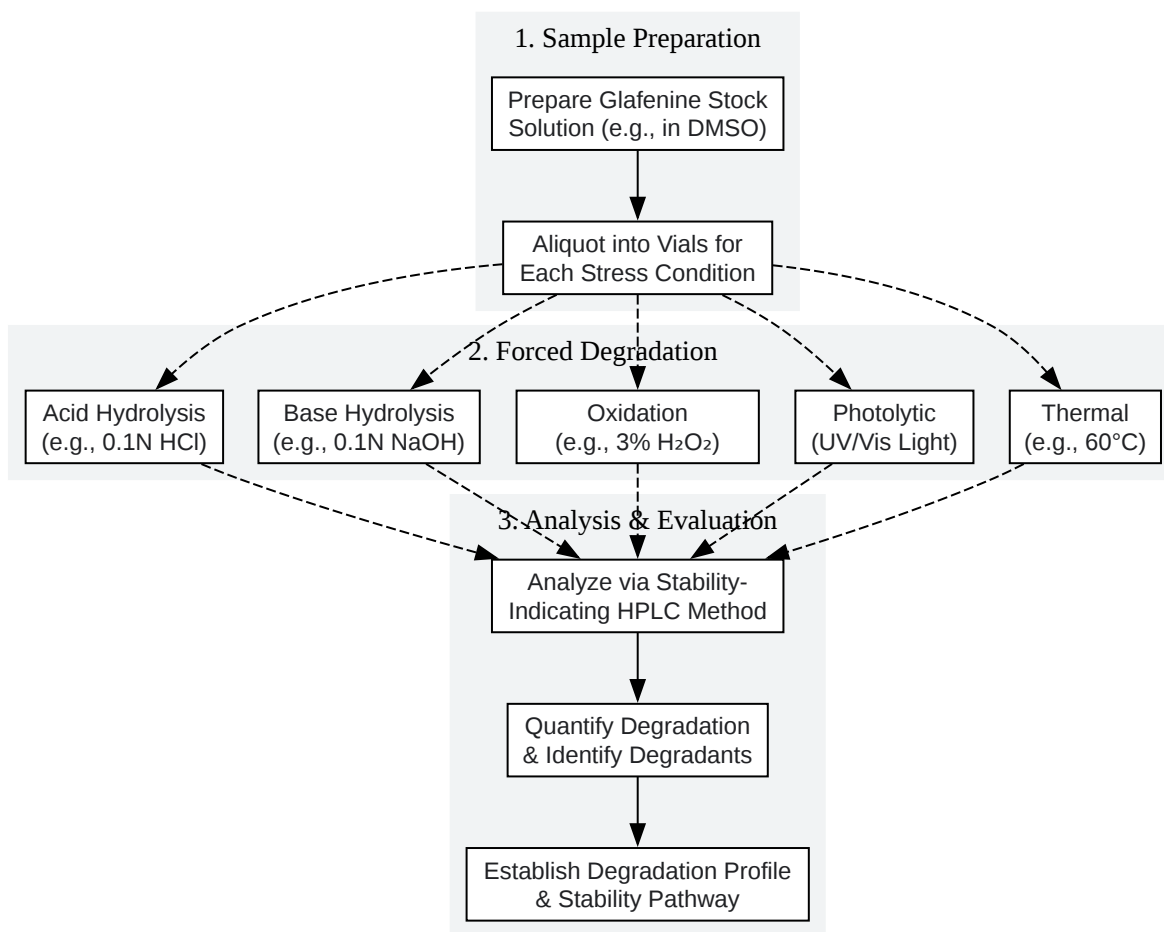 1. Sample Preparation
Prepare Glafenine Stock
Solution (e.g., in DMSO)
Aliquot into Vials for
Each Stress Condition
2. Forced Degradation
Acid Hydrolysis
(e.g., 0.1N HCl)
Base Hydrolysis
(e.g., 0.1N NaOH)
Oxidation
(e.g., 3% H₂O₂)
Photolytic
(UV/Vis Light)
Thermal
(e.g., 60°C)
3. Analysis & Evaluation
Analyze via Stability-
Indicating HPLC Method
Quantify Degradation
& Identify Degradants
Establish Degradation Profile
& Stability Pathway